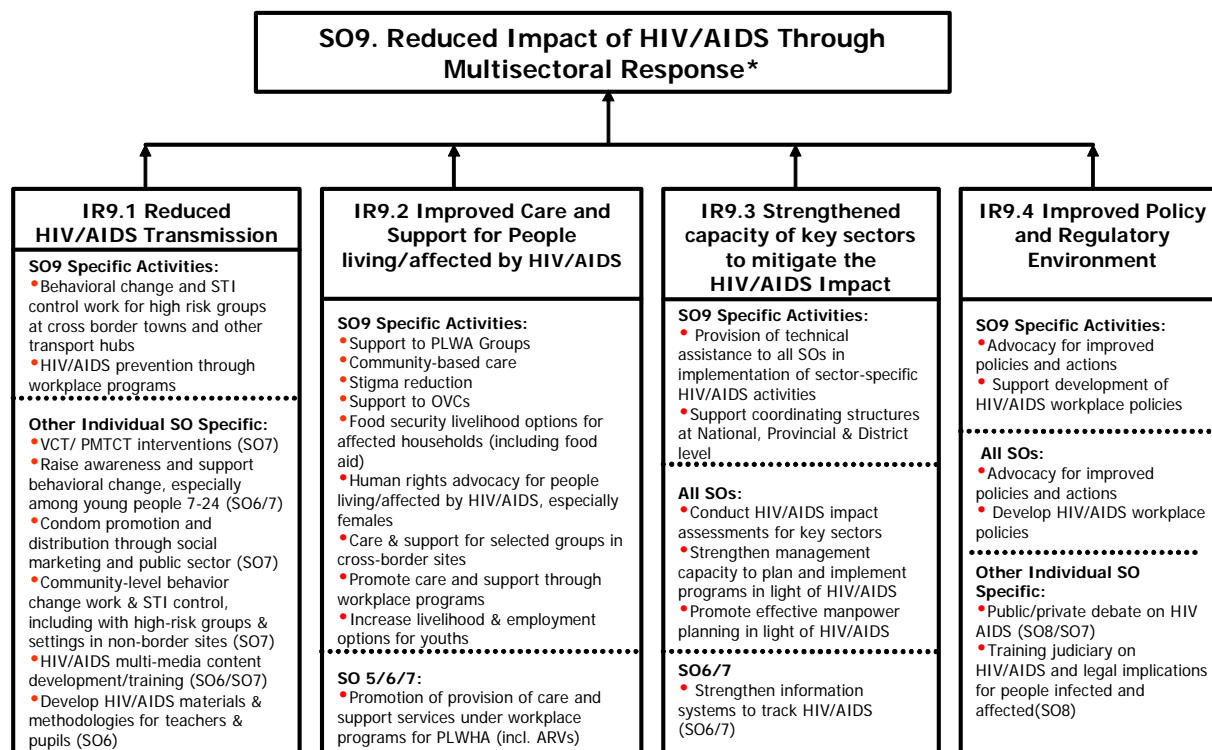 SO9. Reduced Impact of HIV/AIDS Through
Multisectoral Response*
IR9.1 Reduced
HIV/AIDS Transmission
SO9 Specific Activities:
•Behavioral change and STI
control work for high risk groups
at cross border towns and other
transport hubs
•HIV/AIDS prevention through
workplace programs
Other Individual SO Specific:
•VCT/ PMTCT interventions (SO7)
•Raise awareness and support
behavioral change, especially
among young people 7-24 (SO6/7)
•Condom promotion and
distribution through social
marketing and public sector (SO7)
•Community-level behavior
change work & STI control,
including with high-risk groups &
settings in non-border sites (SO7)
•HIV/AIDS multi-media content
development/training (SO6/SO7)
•Develop HIV/AIDS materials &
methodologies for teachers &
pupils (SO6)
IR9.2 Improved Care and
Support for People
living/affected by HIV/AIDS
SO9 Specific Activities:
•Support to PLWA Groups
•Community-based care
•Stigma reduction
•Support to OVCs
•Food security livelihood options for
affected households (including food
aid)
•Human rights advocacy for people
living/affected by HIV/AIDS, especially
females
•Care & support for selected groups in
cross-border sites
•Promote care and support through
workplace programs
•Increase livelihood & employment
options for youths
SO 5/6/7:
•Promotion of provision of care and
support services under workplace
programs for PLWHA (incl. ARVs)
IR9.3 Strengthened
capacity of key sectors
to mitigate the
HIV/AIDS Impact
SO9 Specific Activities:
• Provision of technical
assistance to all SOs in
implementation of sector-specific
HIV/AIDS activities
•Support coordinating structures
at National, Provincial & District
level
All SOs:
•Conduct HIV/AIDS impact
assessments for key sectors
•Strengthen management
capacity to plan and implement
programs in light of HIV/AIDS
•Promote effective manpower
planning in light of HIV/AIDS
SO6/7
• Strengthen information
systems to track HIV/AIDS
(SO6/7)
IR9.4 Improved Policy
and Regulatory
Environment
SO9 Specific Activities:
•Advocacy for improved
policies and actions
• Support development of
HIV/AIDS workplace policies
All SOs:
•Advocacy for improved
policies and actions
• Develop HIV/AIDS workplace
policies
Other Individual SO
Specific:
•Public/private debate on HIV
AIDS (SO8/SO7)
•Training judiciary on
HIV/AIDS and legal implications
for people infected and
affected(SO8)